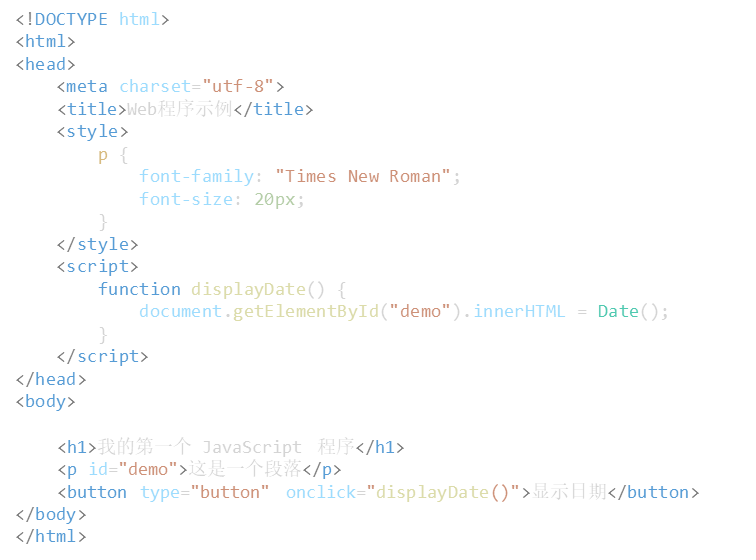 <!DOCTYPE html>
<html>
<head>
    <meta charset="utf-8">
    <title>Web程序示例</title>
    <style>
        p {
            font-family: "Times New Roman";
            font-size: 20px;
        }
    </style>
    <script>
        function displayDate() {
            document.getElementById("demo").innerHTML = Date();
        }
    </script>
</head>
<body>

    <h1>我的第一个 JavaScript 程序</h1>
    <p id="demo">这是一个段落</p>
    <button type="button" onclick="displayDate()">显示日期</button>
</body>
</html>